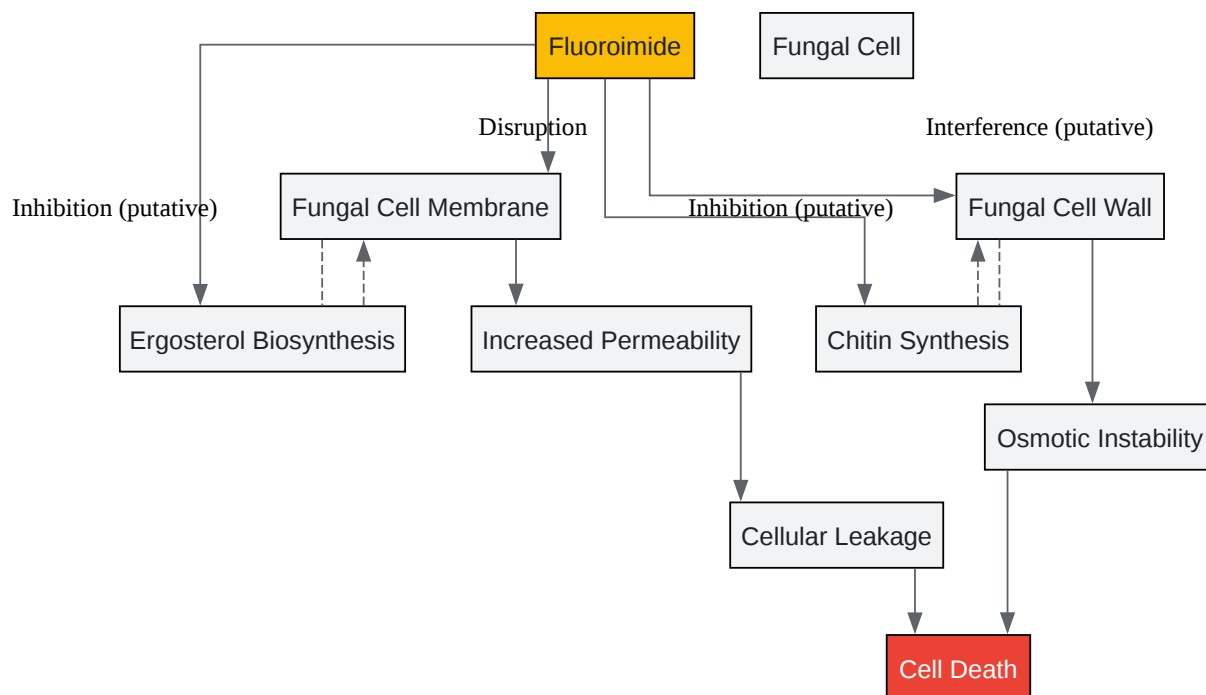 Fluoroimide
Fungal Cell
Disruption
Interference (putative)
Inhibition (putative)
Fungal Cell Membrane
Inhibition (putative)
Fungal Cell Wall
Ergosterol Biosynthesis
Increased Permeability
Chitin Synthesis
Osmotic Instability
Cellular Leakage
Cell Death